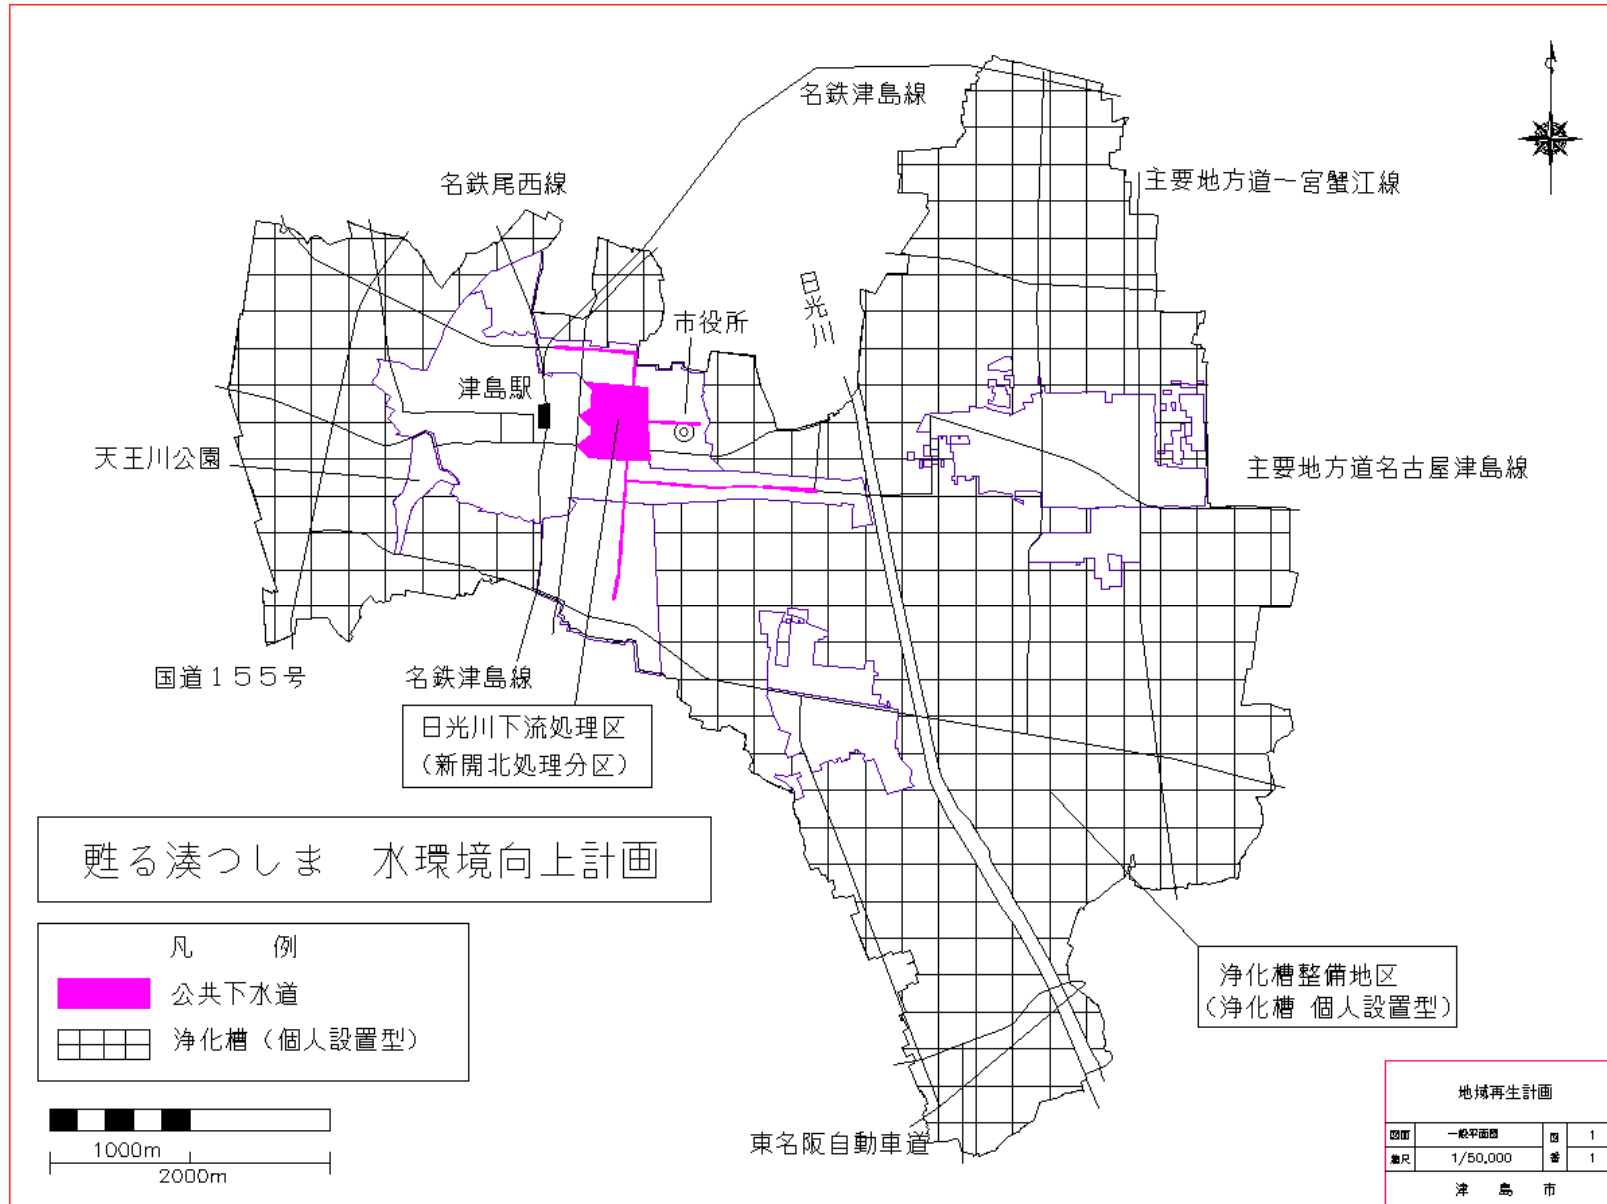 名鉄津島線
名鉄尾西線
主要地方道一宮蟹江線
日光川
市役所
津島駅
天王川公園
主要地方道名古屋津島線
国道155号
名鉄津島線
日光川下流処理区
(新開北処理分区)
甦る湊つしま 水環境向上計画
凡 例
公共下水道
浄化槽(個人設置型)
浄化槽整備地区
(浄化槽 個人設置型)
1000m
2000m
東名阪自動車道
地域再生計画
図面 一般平面図 図 1
縮尺 1/50,000 番 1
津島市